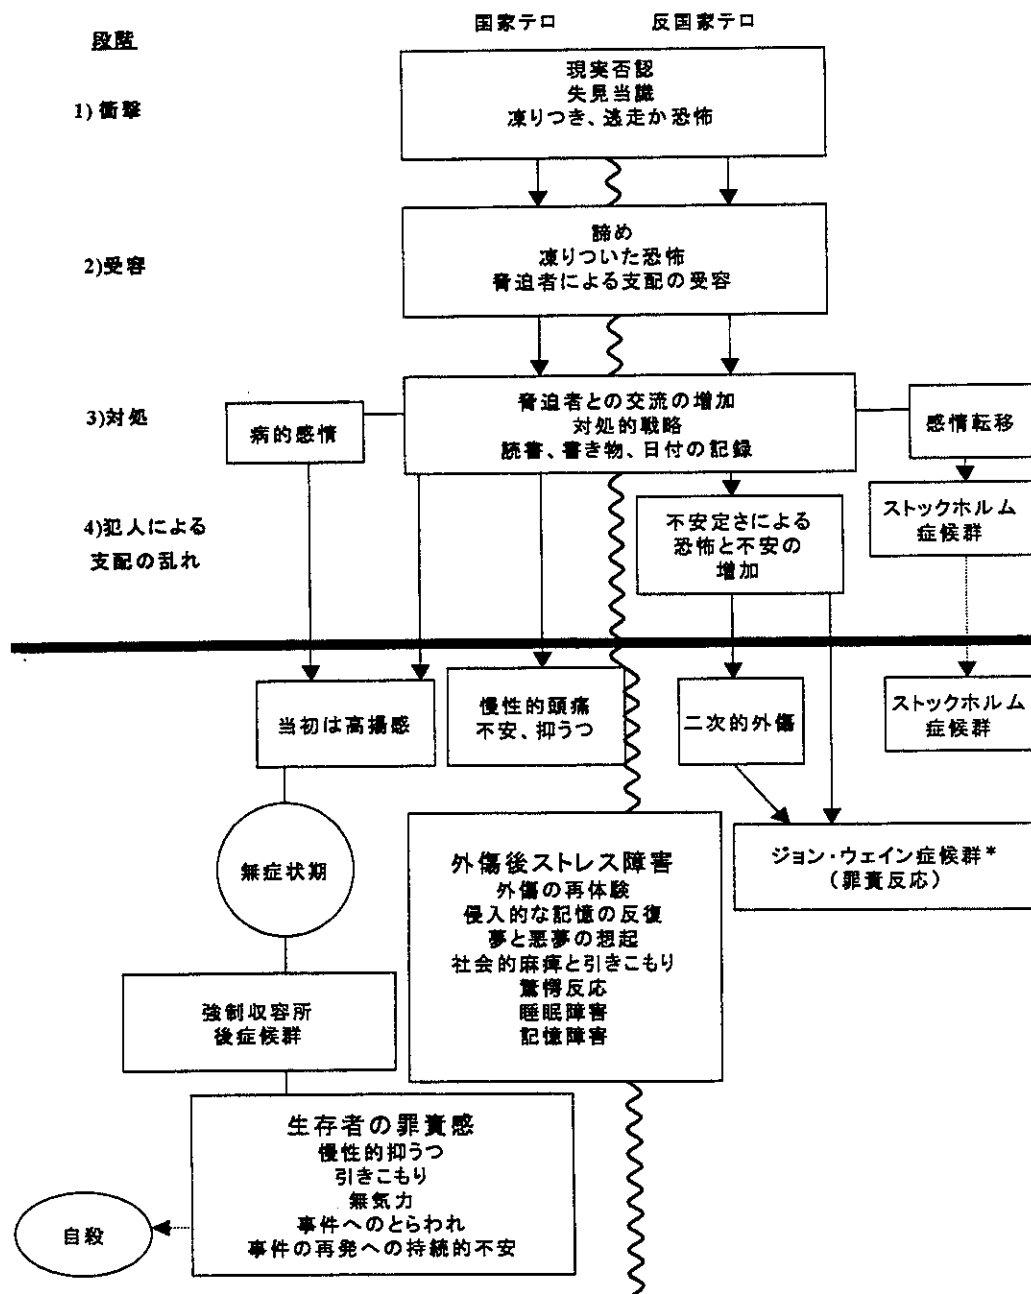 国家テロ
反国家テロ
段階
1) 衝撃
現実否認
失見当識
凍りつき、逃走か恐怖
2)受容
諦め
凍りついた恐怖
脅迫者による支配の受容
3)対処
病的感情
脅迫者との交流の増加
対処的戦略
読書、書き物、日付の記録
感情転移
4)犯人による
支配の乱れ
不安定さによる
恐怖と不安の
増加
ストックホルム
症候群
当初は高揚感
慢性的頭痛
不安、抑うつ
二次的外傷
ストックホルム
症候群
無症状期
外傷後ストレス障害
外傷の再体験
侵入的な記憶の反復
夢と悪夢の想起
社会的麻痺と引きこもり
驚愕反応
睡眠障害
記憶障害
ジョン・ウェイン症候群*
（罪責反応）
強制収容所
後症候群
生存者の罪責感
慢性的抑うつ
引きこもり
無気力
事件へのとらわれ
事件の再発への持続的不安
自殺